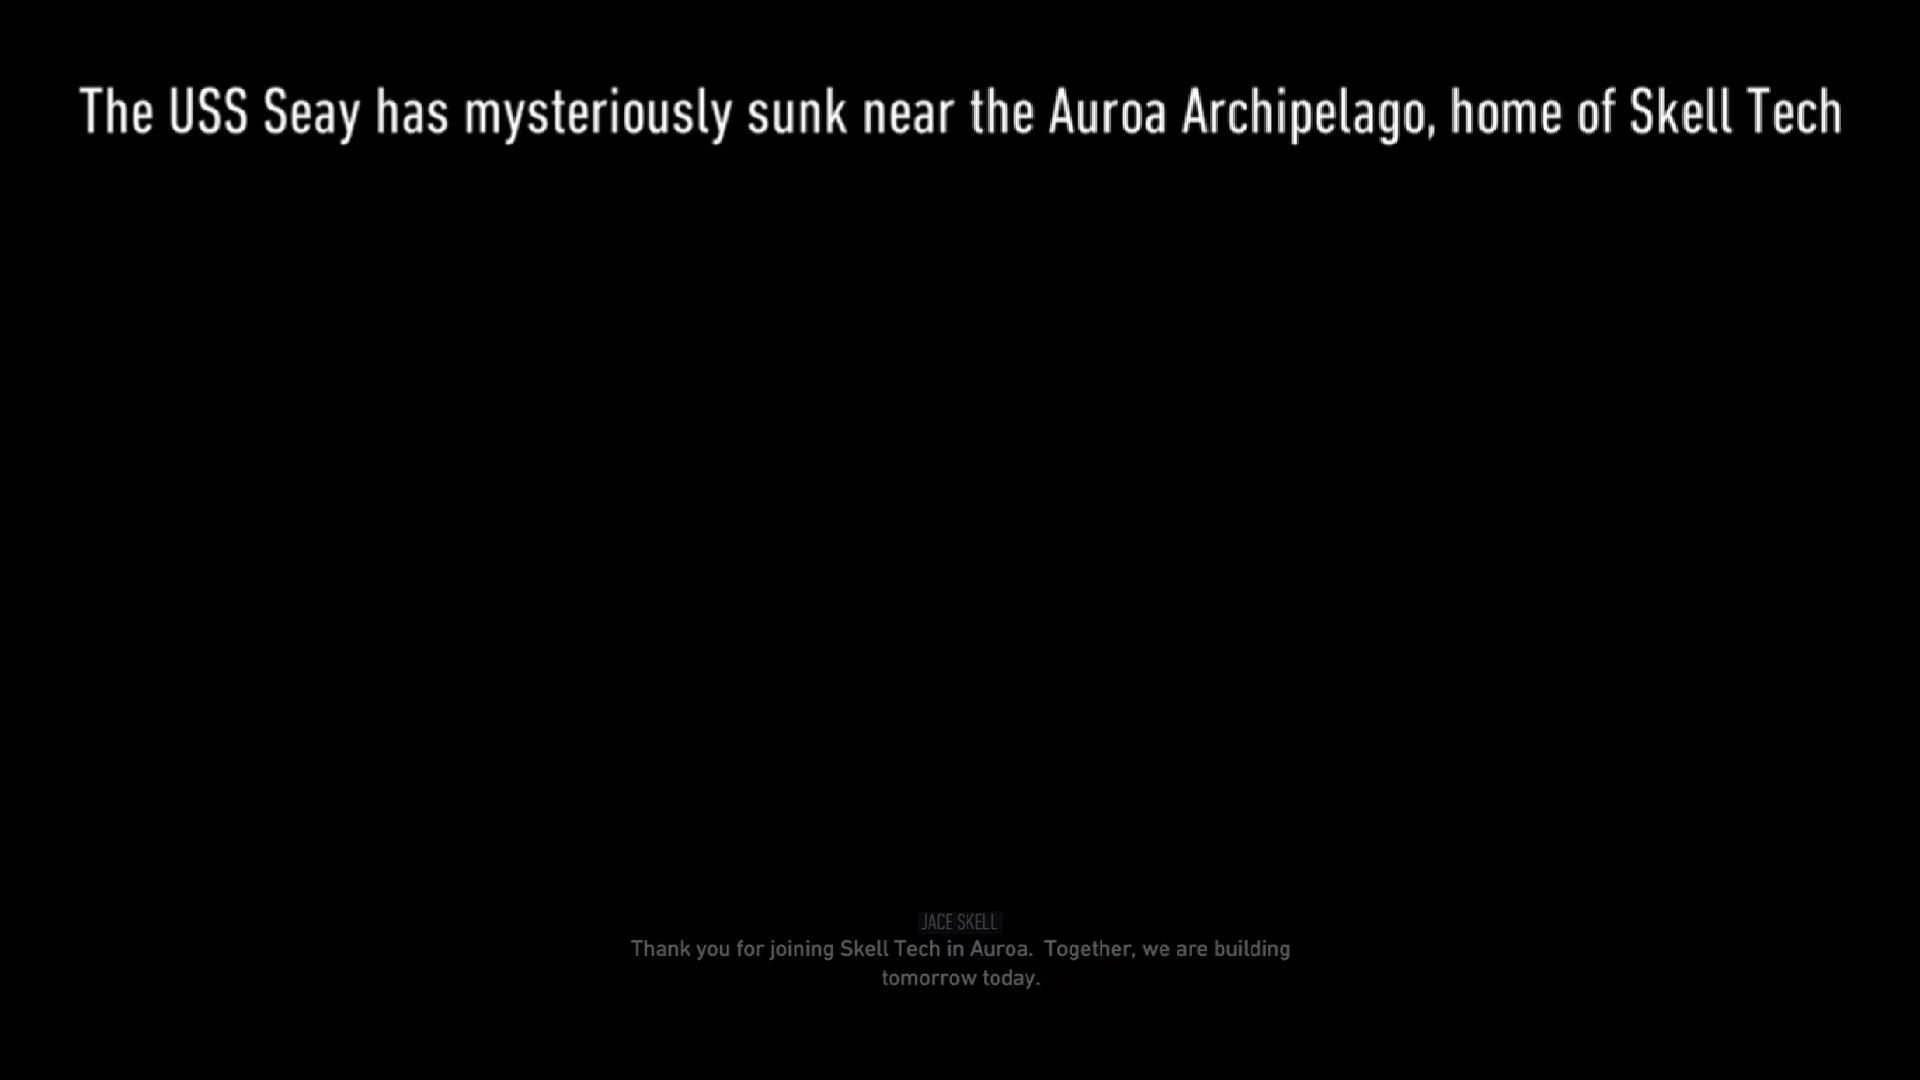 The USS Seay has mysteriously sunk near the Auroa Archipelago, home of Skell Tech
JACE SKELL
Thank you for joining Skell Tech in Auroa.  Together, we are building
tomorrow today.